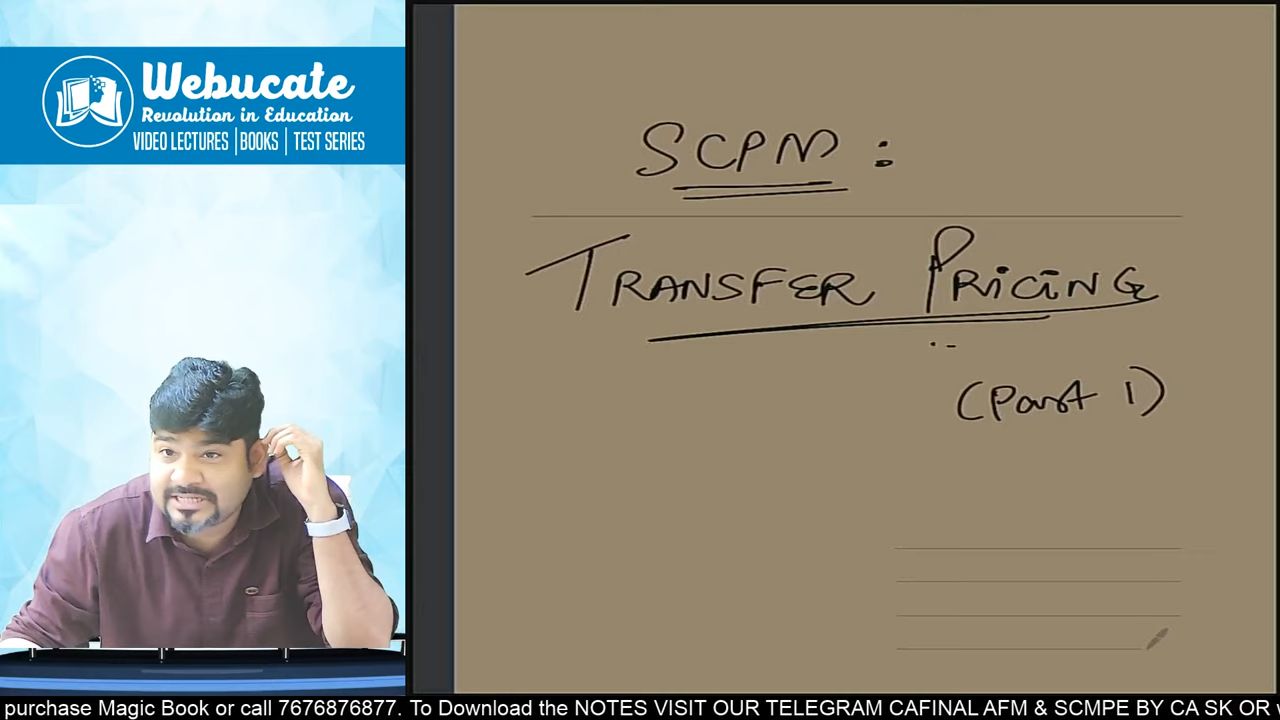 Webucate
Revolution in Education
VIDEO LECTURES | BOOKS | TEST SERIES
SCPM :
TRANSFER PRICING
(Part 1)
purchase Magic Book or call 7676876877. To Download the NOTES VISIT OUR TELEGRAM CAFINAL AFM & SCMPE BY CA SK OR